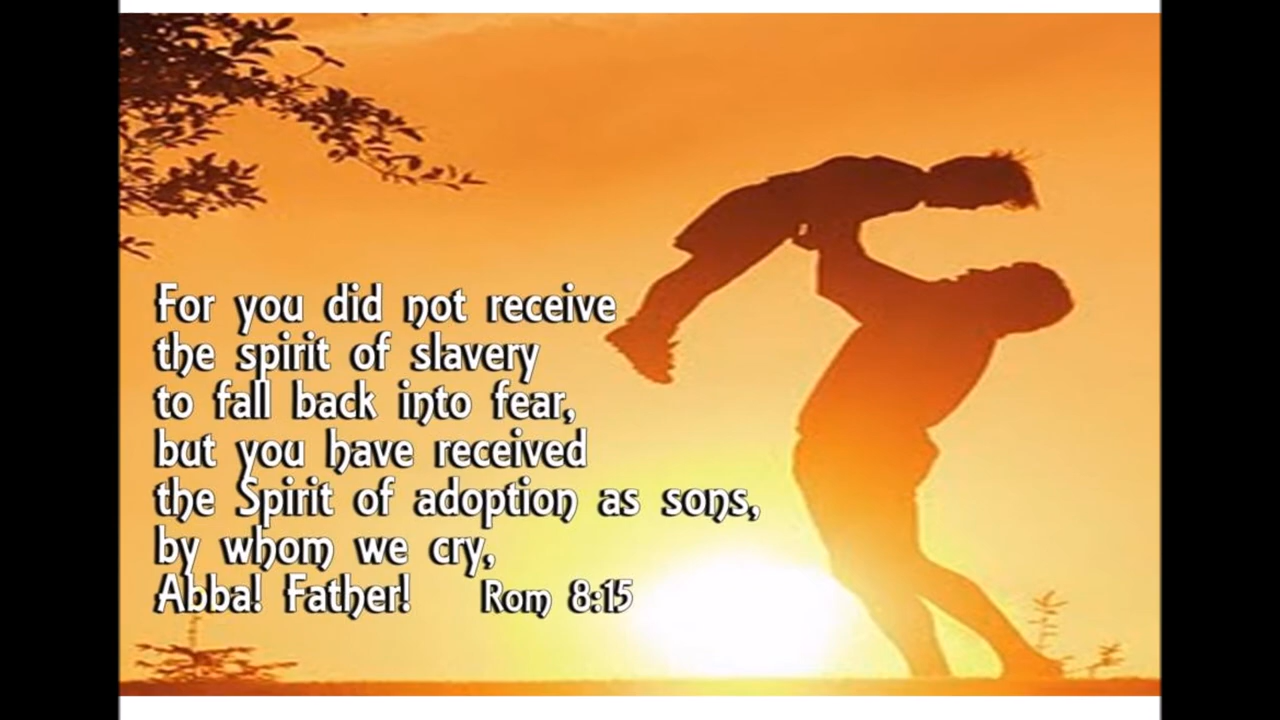 For you did not receive
the spirit of slavery
to fall back into fear,
but you have received
the Spirit of adoption as sons,
by whom we cry,
Abba! Father! Rom 8:15